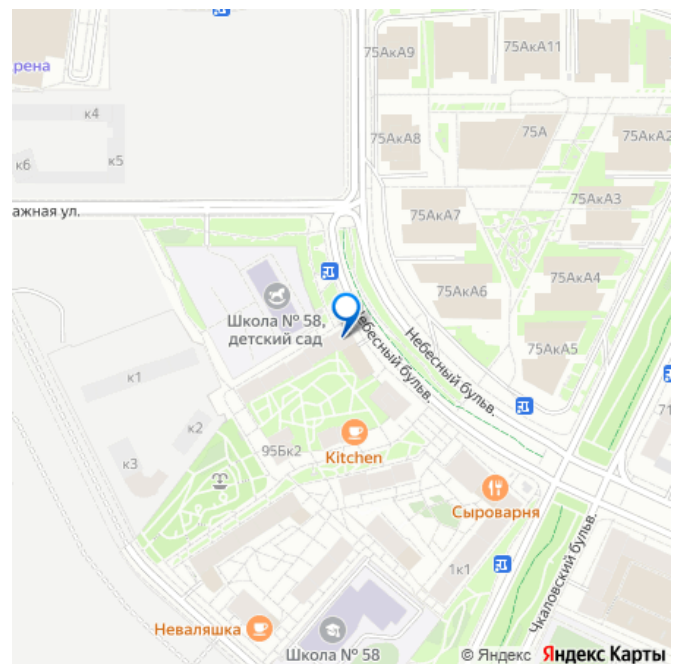 75АкА9
75АкА11
рена
к4
75АкА8
75А
75АкА2
к6
к5
75АкА3
ажная ул.
75АкА7
75АкА4
75АкА6
Школа № 58,
детский сад
Небесный бульв.
Небесный бульв.
75АкА5
к1
71
к2
95Бк2
Kitchen
к3
Сыроварня
Чкаловский бульв.
1к1
Неваляшка
Школа № 58
© Яндекс Яндекс Карты